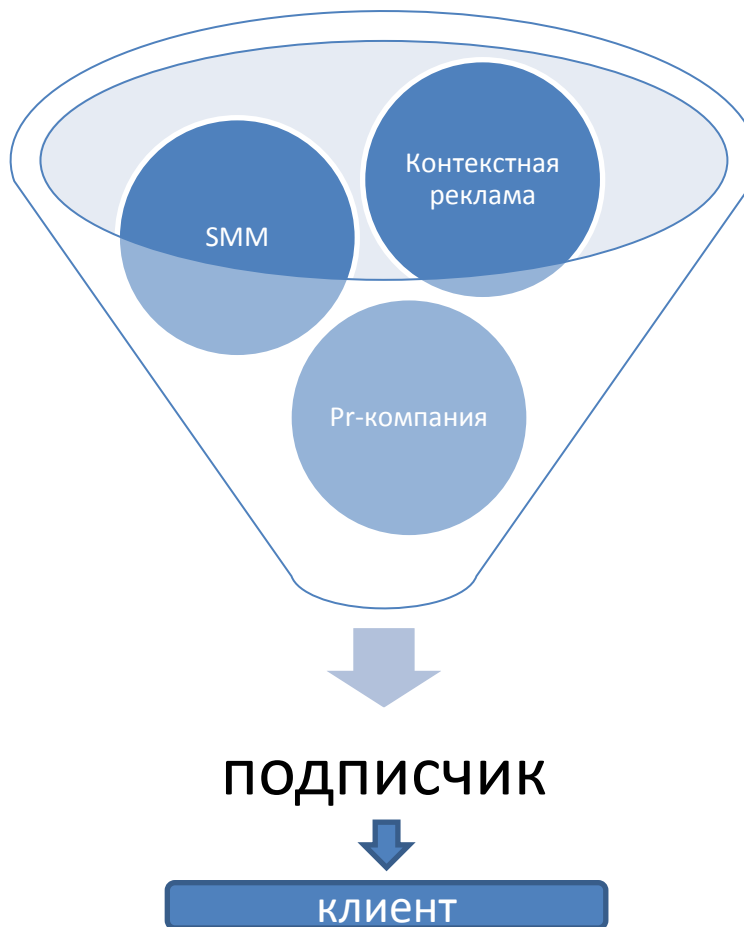 Контекстная
реклама
SMM
Pr-компания
подписчик
клиент